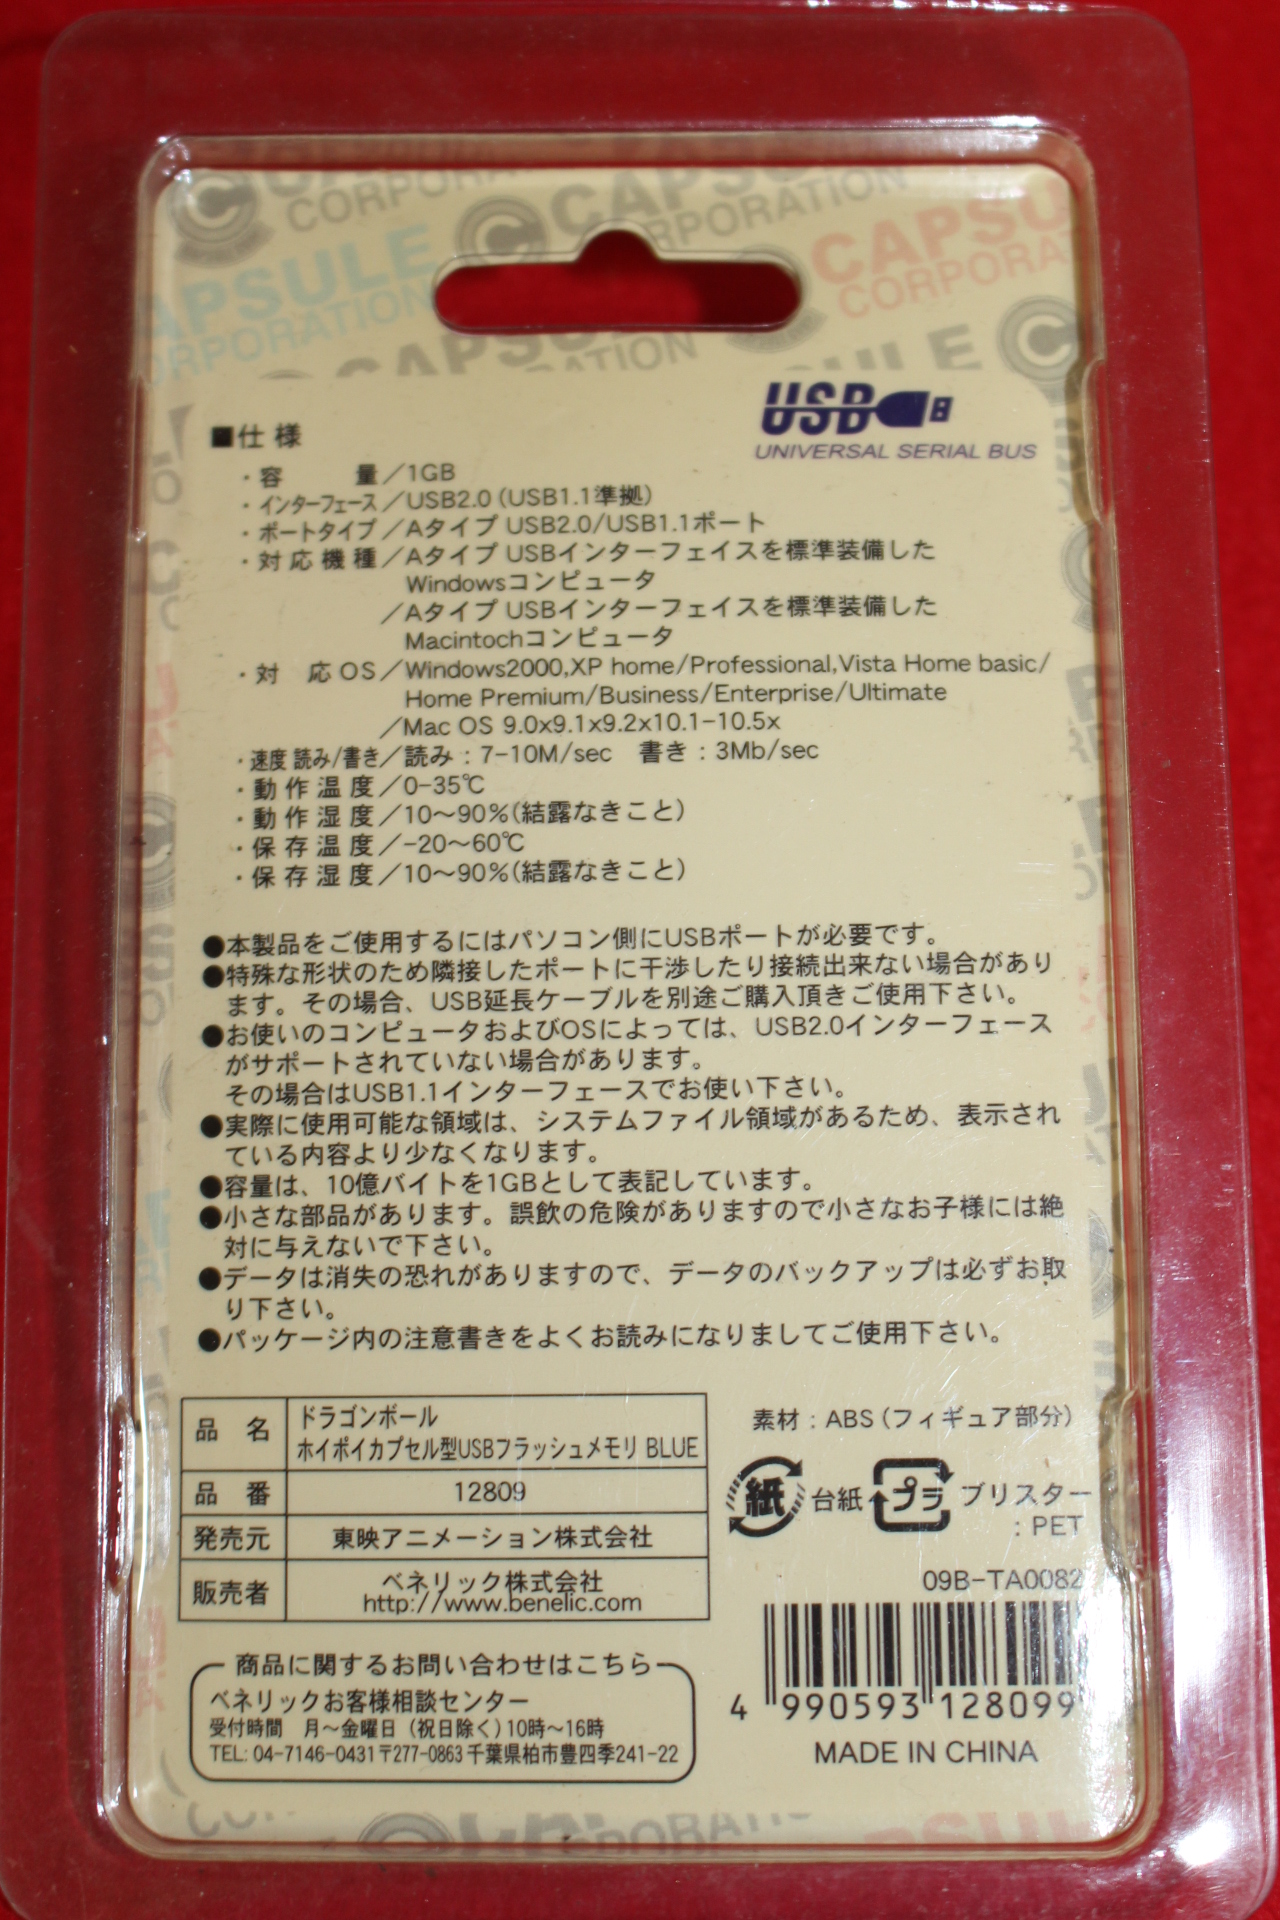 CORPORA
CAPSU
CORPORATION
CAPSU
CORPORA
APSULE
ORPORATION
CAPSU
ATION
ULE
USB
UNIVERSAL SERIAL BUS
■仕様
・容　　量／1GB
・インターフェース／USB2.0（USB1.1準拠）
・ポートタイプ／Aタイプ USB2.0/USB1.1ポート
・対応機種／Aタイプ USBインターフェイスを標準装備した
Windowsコンピュータ
／Aタイプ USBインターフェイスを標準装備した
Macintochコンピュータ
・対　応OS／Windows2000,XP home/Professional,Vista Home basic/
Home Premium/Business/Enterprise/Ultimate
／Mac OS 9.0x9.1x9.2x10.1-10.5x
・速度 読み/書き／読み：7-10M/sec　書き：3Mb/sec
・動作温度／0-35℃
・動作湿度／10〜90%(結露なきこと)
・保存温度／-20〜60℃
・保存湿度／10〜90%(結露なきこと)
●本製品をご使用するにはパソコン側にUSBポートが必要です。
●特殊な形状のため隣接したポートに干渉したり接続出来ない場合があり
ます。その場合、USB延長ケーブルを別途ご購入頂きご使用下さい。
●お使いのコンピュータおよびOSによっては、USB2.0インターフェース
がサポートされていない場合があります。
その場合はUSB1.1インターフェースでお使い下さい。
●実際に使用可能な領域は、システムファイル領域があるため、表示され
ている内容より少なくなります。
●容量は、10億バイトを1GBとして表記しています。
●小さな部品があります。誤飲の危険がありますので小さなお子様には絶
対に与えないで下さい。
●データは消失の恐れがありますので、データのバックアップは必ずお取
り下さい。
●パッケージ内の注意書きをよくお読みになりましてご使用下さい。
品　名　ドラゴンボール
ホイポイカプセル型USBフラッシュメモリ BLUE
品　番　12809
発売元　東映アニメーション株式会社
販売者　ベネリック株式会社
http://www.benelic.com
素材：ABS（フィギュア部分）
紙 台紙 プラ ブリスター
：PET
09B-TA0082
4 990593 128099
MADE IN CHINA
商品に関するお問い合わせはこちら
ベネリックお客様相談センター
受付時間　月〜金曜日（祝日除く）10時〜16時
TEL: 04-7146-0431 〒277-0863 千葉県柏市豊四季241-22